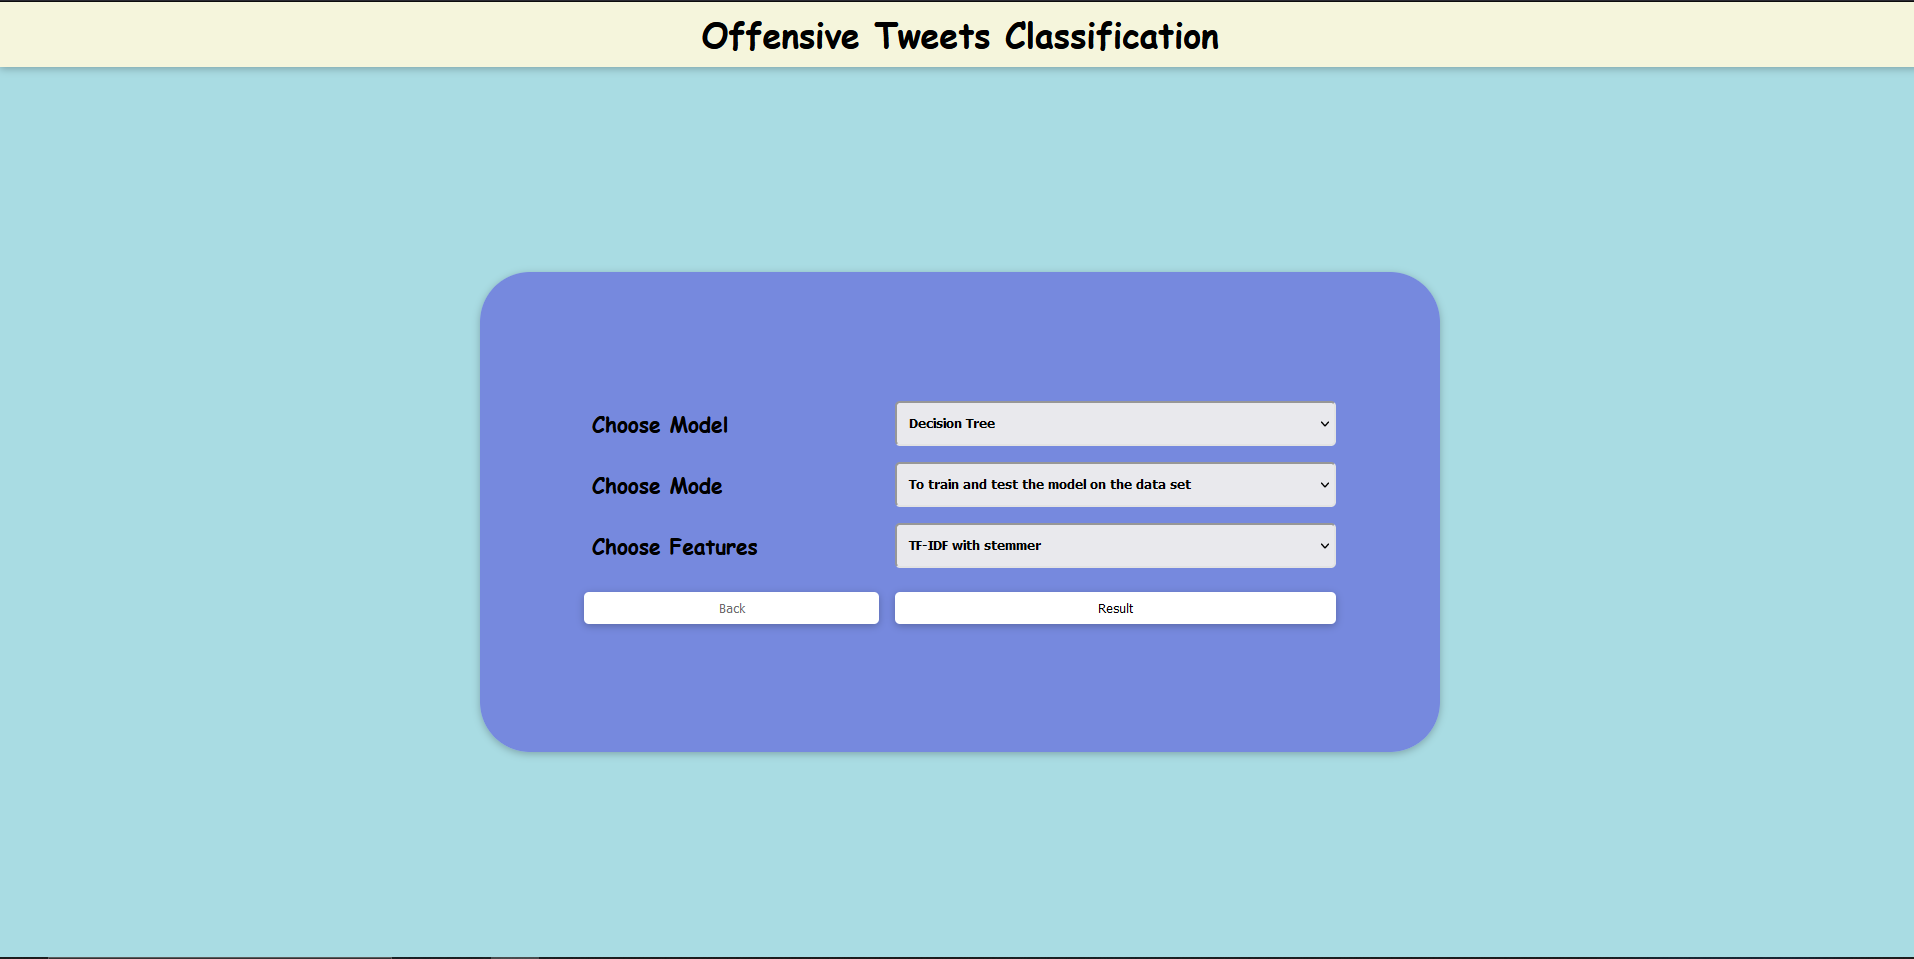 Offensive Tweets Classification
Choose Model
Decision Tree
Choose Mode
To train and test the model on the data set
Choose Features
TF-IDF with stemmer
Back
Result